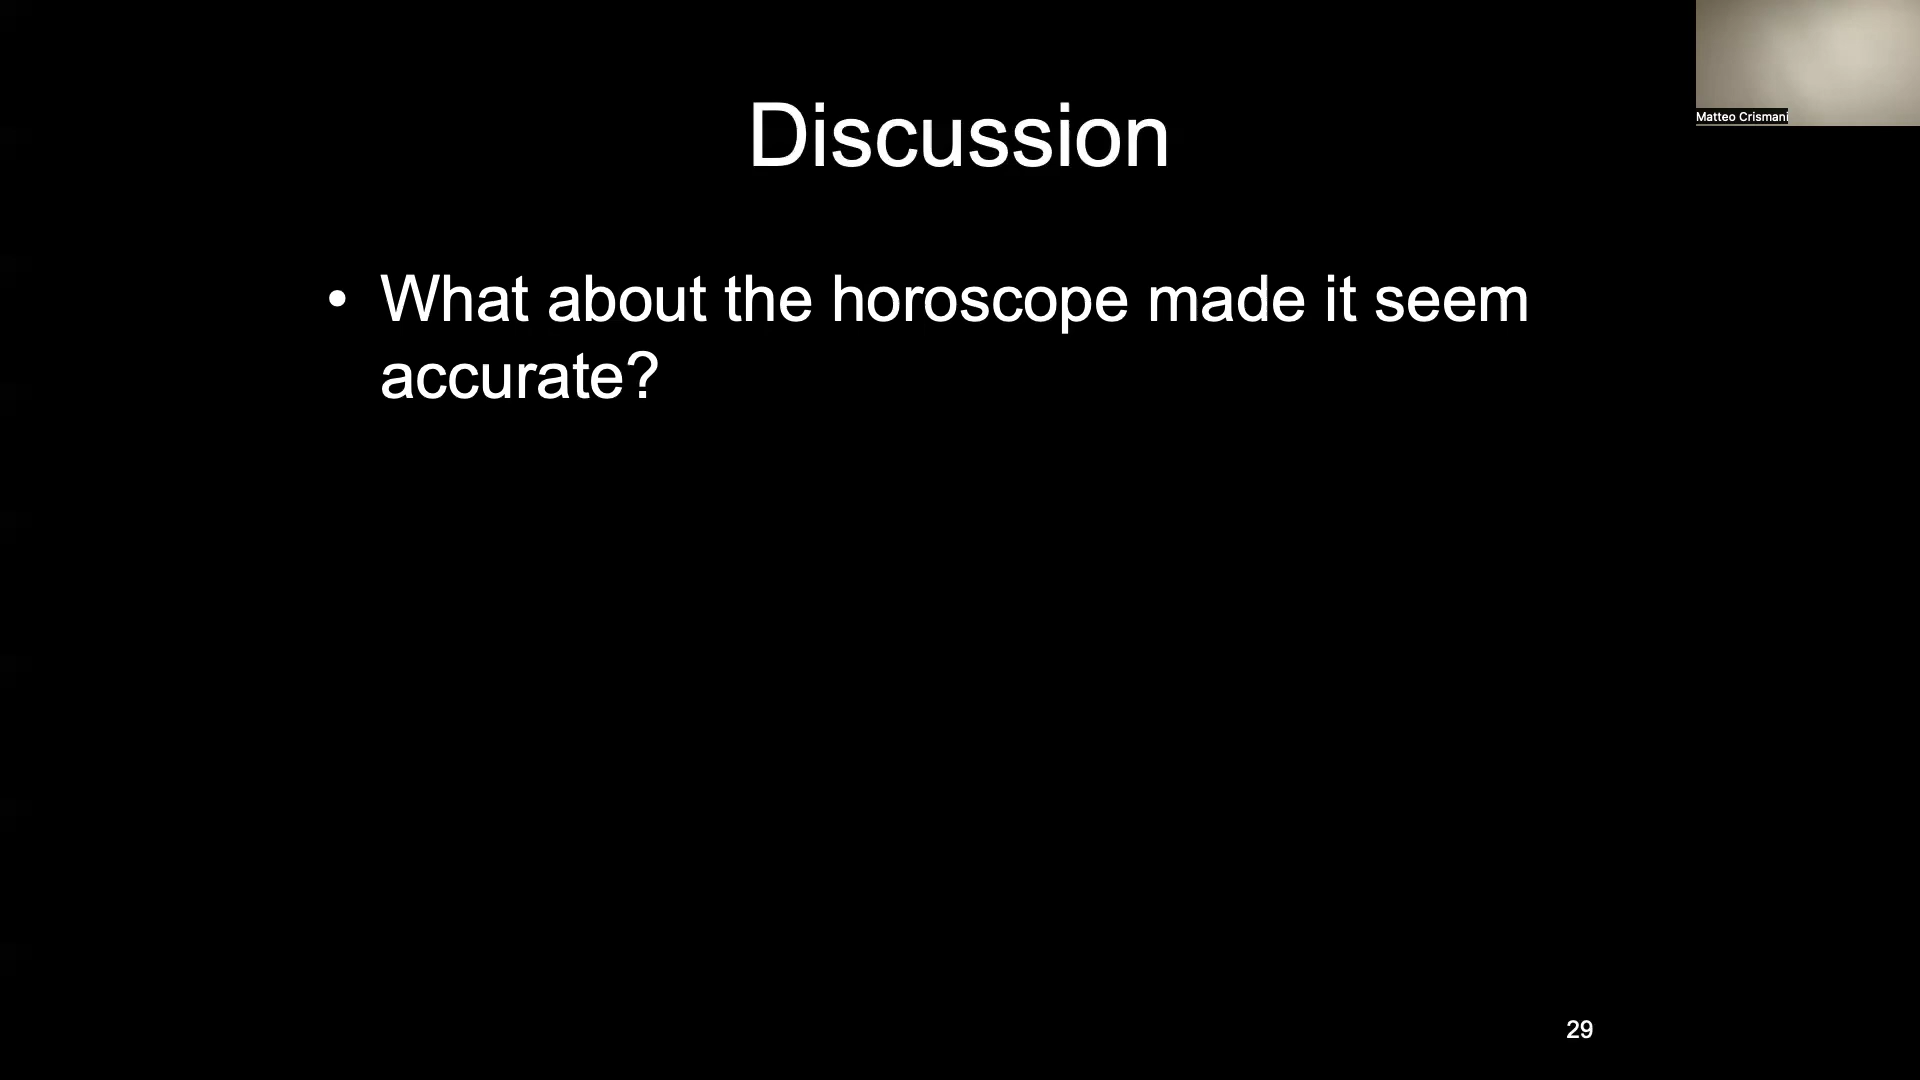 Matteo Crismani
Discussion
• What about the horoscope made it seem
accurate?
29